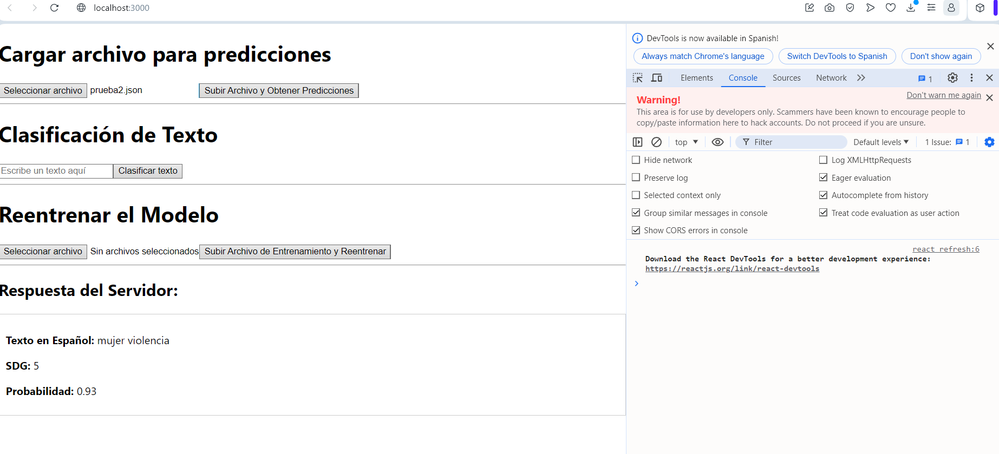 localhost:3000
Cargar archivo para predicciones
Seleccionar archivo prueba2.json Subir Archivo y Obtener Predicciones
Clasificación de Texto
Escribe un texto aquí Clasificar texto
Reentrenar el Modelo
Seleccionar archivo Sin archivos seleccionados Subir Archivo de Entrenamiento y Reentrenar
Respuesta del Servidor:
Texto en Español: mujer violencia
SDG: 5
Probabilidad: 0.93
DevTools is now available in Spanish!
Always match Chrome's language Switch DevTools to Spanish Don't show again
Elements Console Sources Network 1
Don't warn me again
Warning!
This area is for use by developers only. Scammers have been known to encourage people to
copy/paste information here to hack accounts. Do not proceed if you are unsure.
top Filter Default levels 1 Issue: 1
Hide network Log XMLHttpRequests
Preserve log Eager evaluation
Selected context only Autocomplete from history
Group similar messages in console Treat code evaluation as user action
Show CORS errors in console
react refresh:6
Download the React DevTools for a better development experience:
https://reactjs.org/link/react-devtools